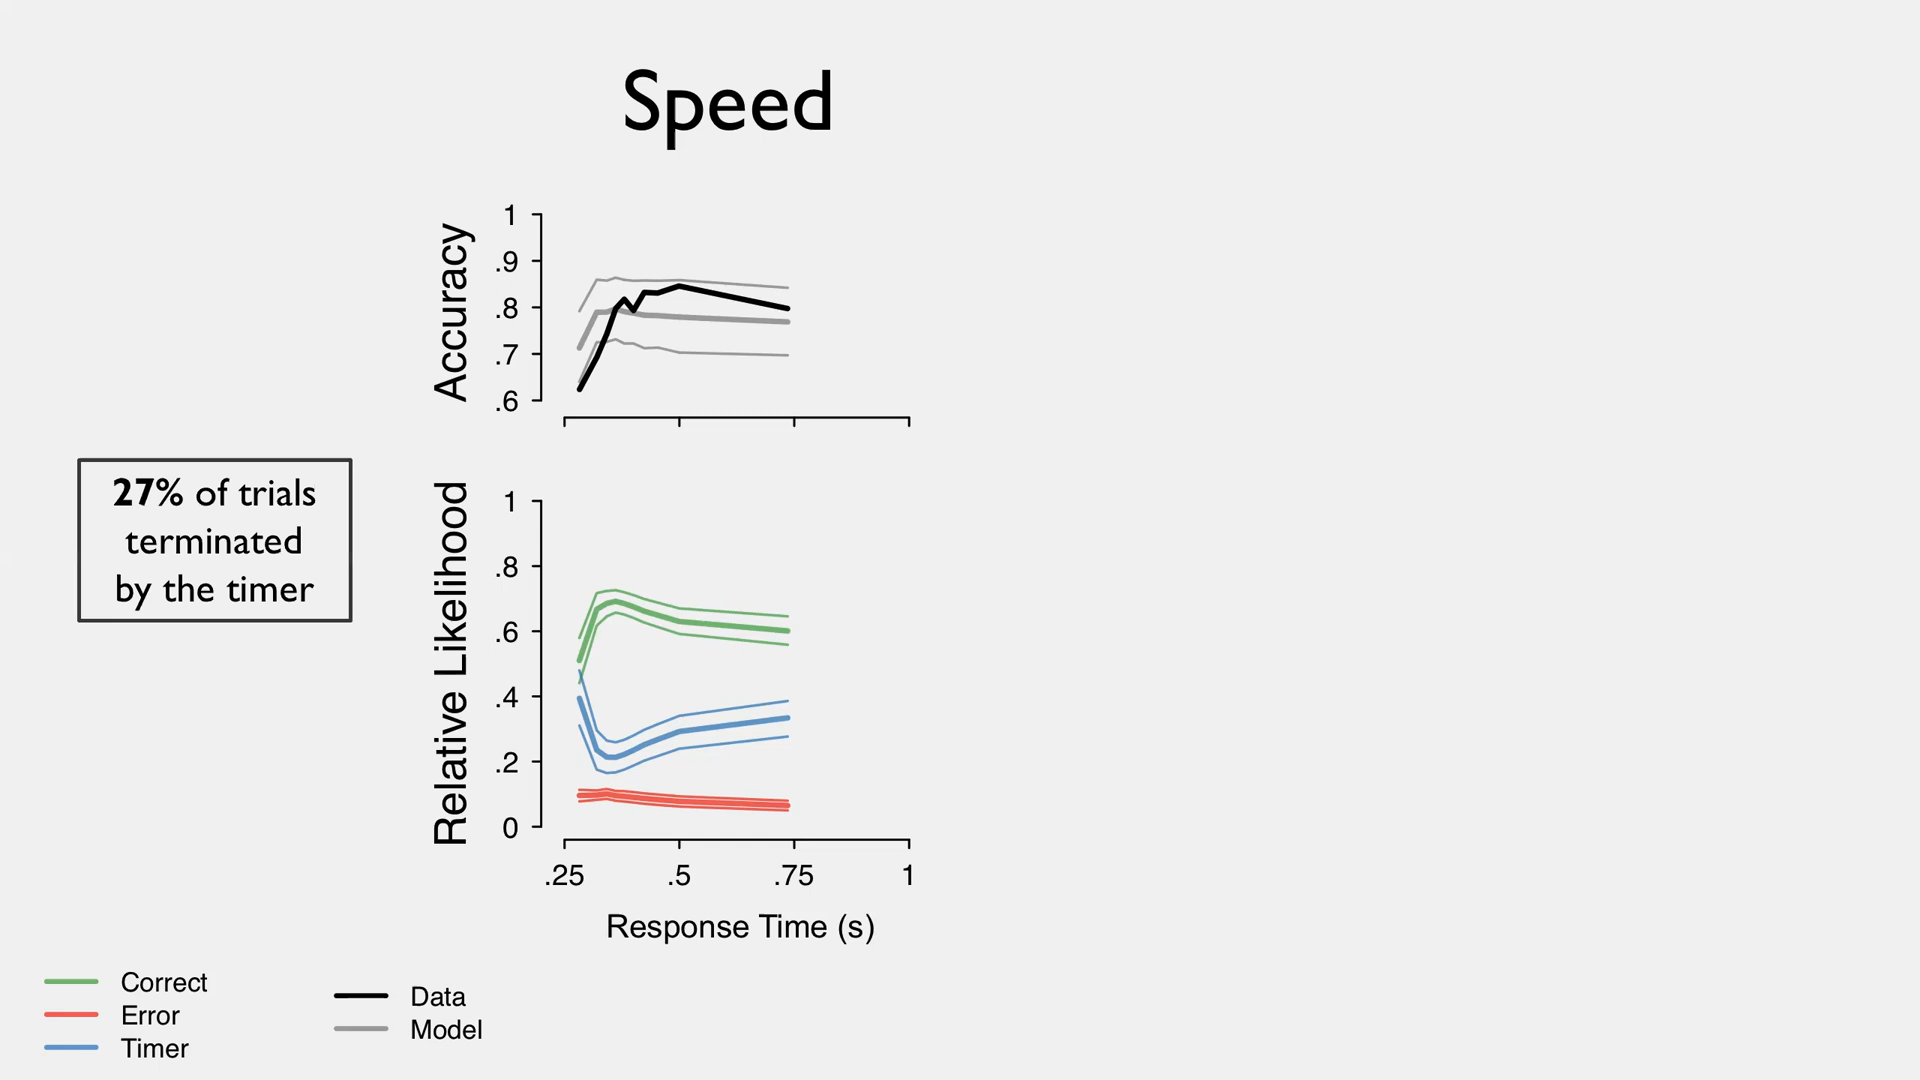 Speed
Accuracy
1
.9
.8
.7
.6
27% of trials
terminated
by the timer
Relative Likelihood
1
.8
.6
.4
.2
0
.25 .5 .75 1
Response Time (s)
Correct
Error
Timer
Data
Model